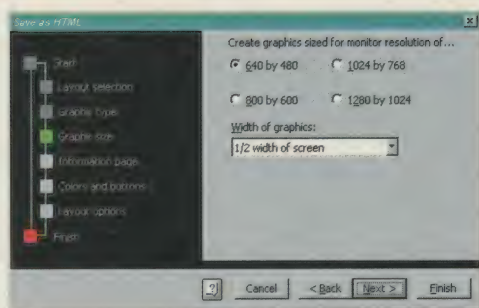 Save as HTML
Start
Layout selection
Graphic type
Graphic size
Information page
Colors and buttons
Layout options
Finish
Create graphics sized for monitor resolution of...
640 by 480
1024 by 768
800 by 600
1280 by 1024
Width of graphics:
1/2 width of screen
Cancel
< Back
Next >
Finish